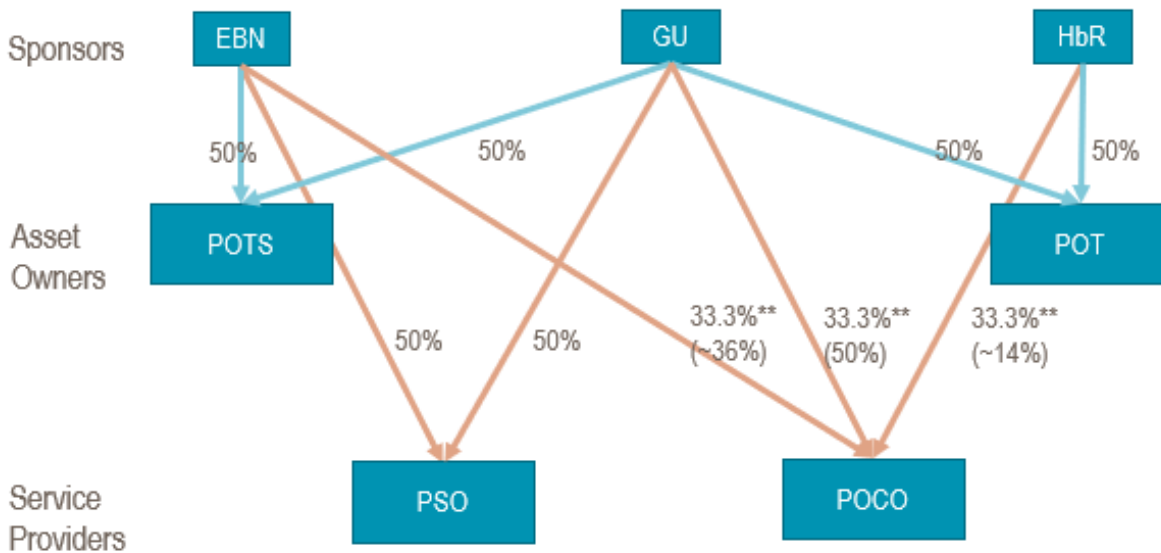 Sponsors
EBN
GU
HbR
50%
50%
50%
50%
Asset
Owners
POTS
POT
50%
50%
33.3%**
(~36%)
33.3%**
(50%)
33.3%**
(~14%)
Service
Providers
PSO
POCO